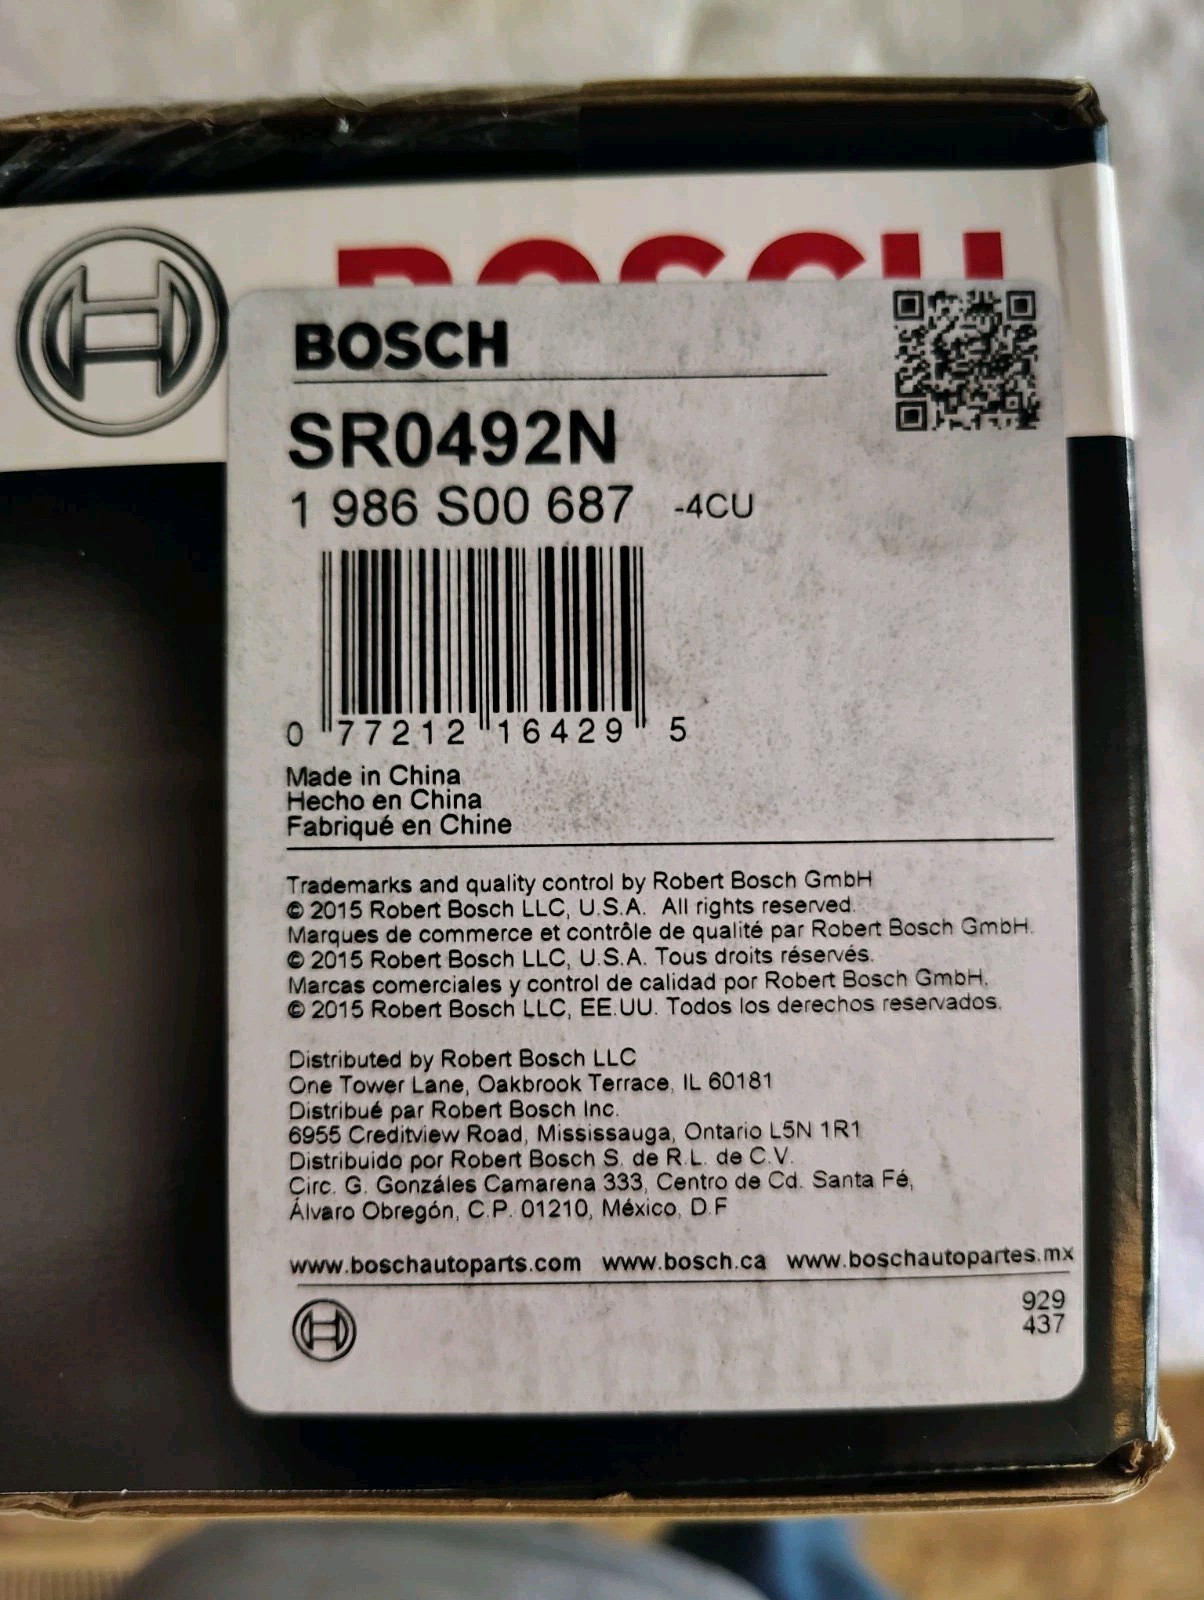 BOSCH
BOSCH
SR0492N
1 986 S00 687 -4CU
0 77212 16429 5
Made in China
Hecho en China
Fabriqué en Chine
Trademarks and quality control by Robert Bosch GmbH
© 2015 Robert Bosch LLC, U.S.A. All rights reserved.
Marques de commerce et contrôle de qualité par Robert Bosch GmbH.
© 2015 Robert Bosch LLC, U.S.A. Tous droits réservés.
Marcas comerciales y control de calidad por Robert Bosch GmbH.
© 2015 Robert Bosch LLC, EE.UU. Todos los derechos reservados.
Distributed by Robert Bosch LLC
One Tower Lane, Oakbrook Terrace, IL 60181
Distribué par Robert Bosch Inc.
6955 Creditview Road, Mississauga, Ontario L5N 1R1
Distribuido por Robert Bosch S. de R.L. de C.V.
Circ. G. Gonzáles Camarena 333, Centro de Cd. Santa Fé,
Álvaro Obregón, C.P. 01210, México, D.F
www.boschautoparts.com www.bosch.ca www.boschautopartes.mx
929
437